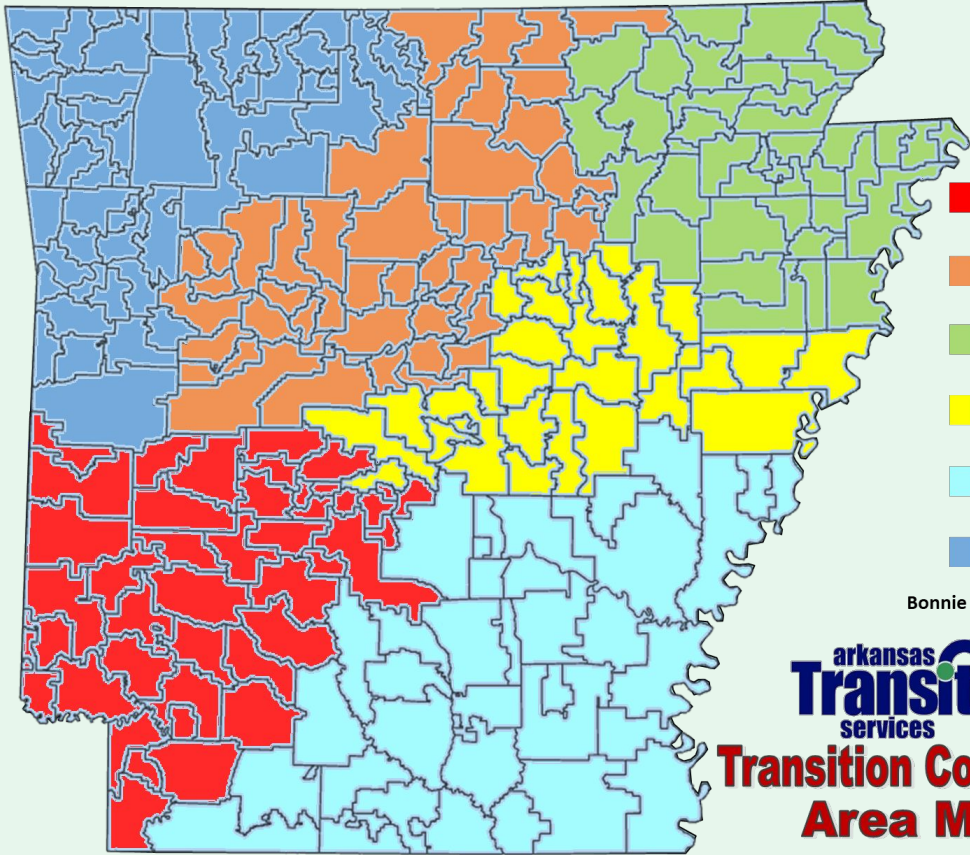 Bonnie
arkansas
Transit
services
Transition Co
Area M